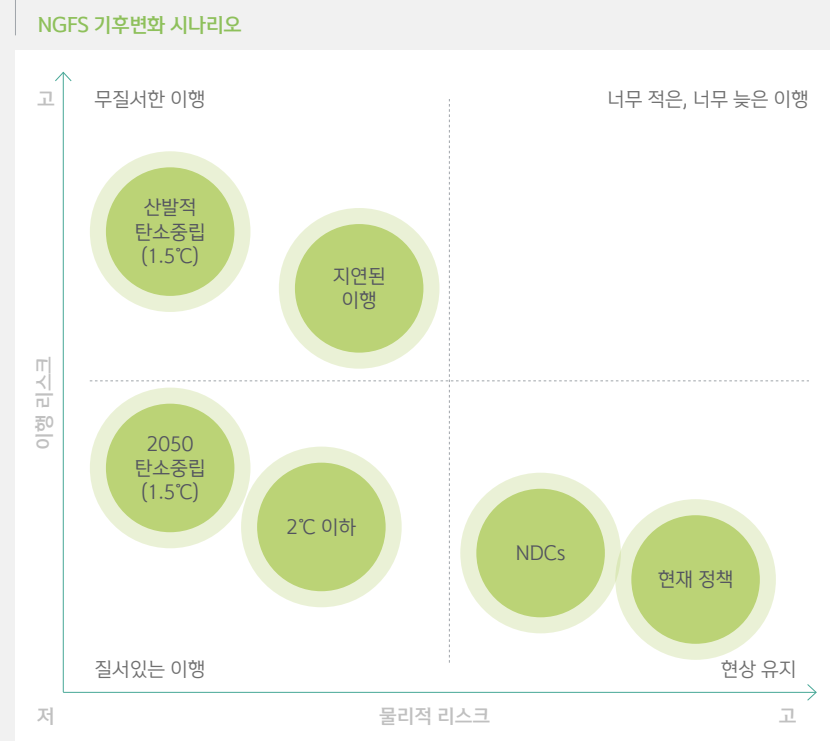 NGFS 기후변화 시나리오
고
무질서한 이행
너무 적은, 너무 늦은 이행
산발적
탄소중립
(1.5℃)
지연된
이행
이행 리스크
2050
탄소중립
(1.5℃)
2℃ 이하
NDCs
현재 정책
질서있는 이행
현상 유지
저
물리적 리스크
고